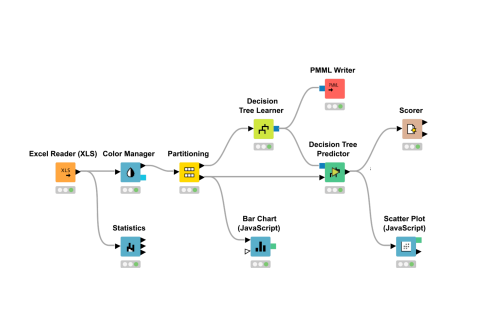 PMML Writer
Decision
Tree Learner
Scorer
Excel Reader (XLS)
Color Manager
Partitioning
Decision Tree
Predictor
XLS
Statistics
Bar Chart
(JavaScript)
Scatter Plot
(JavaScript)